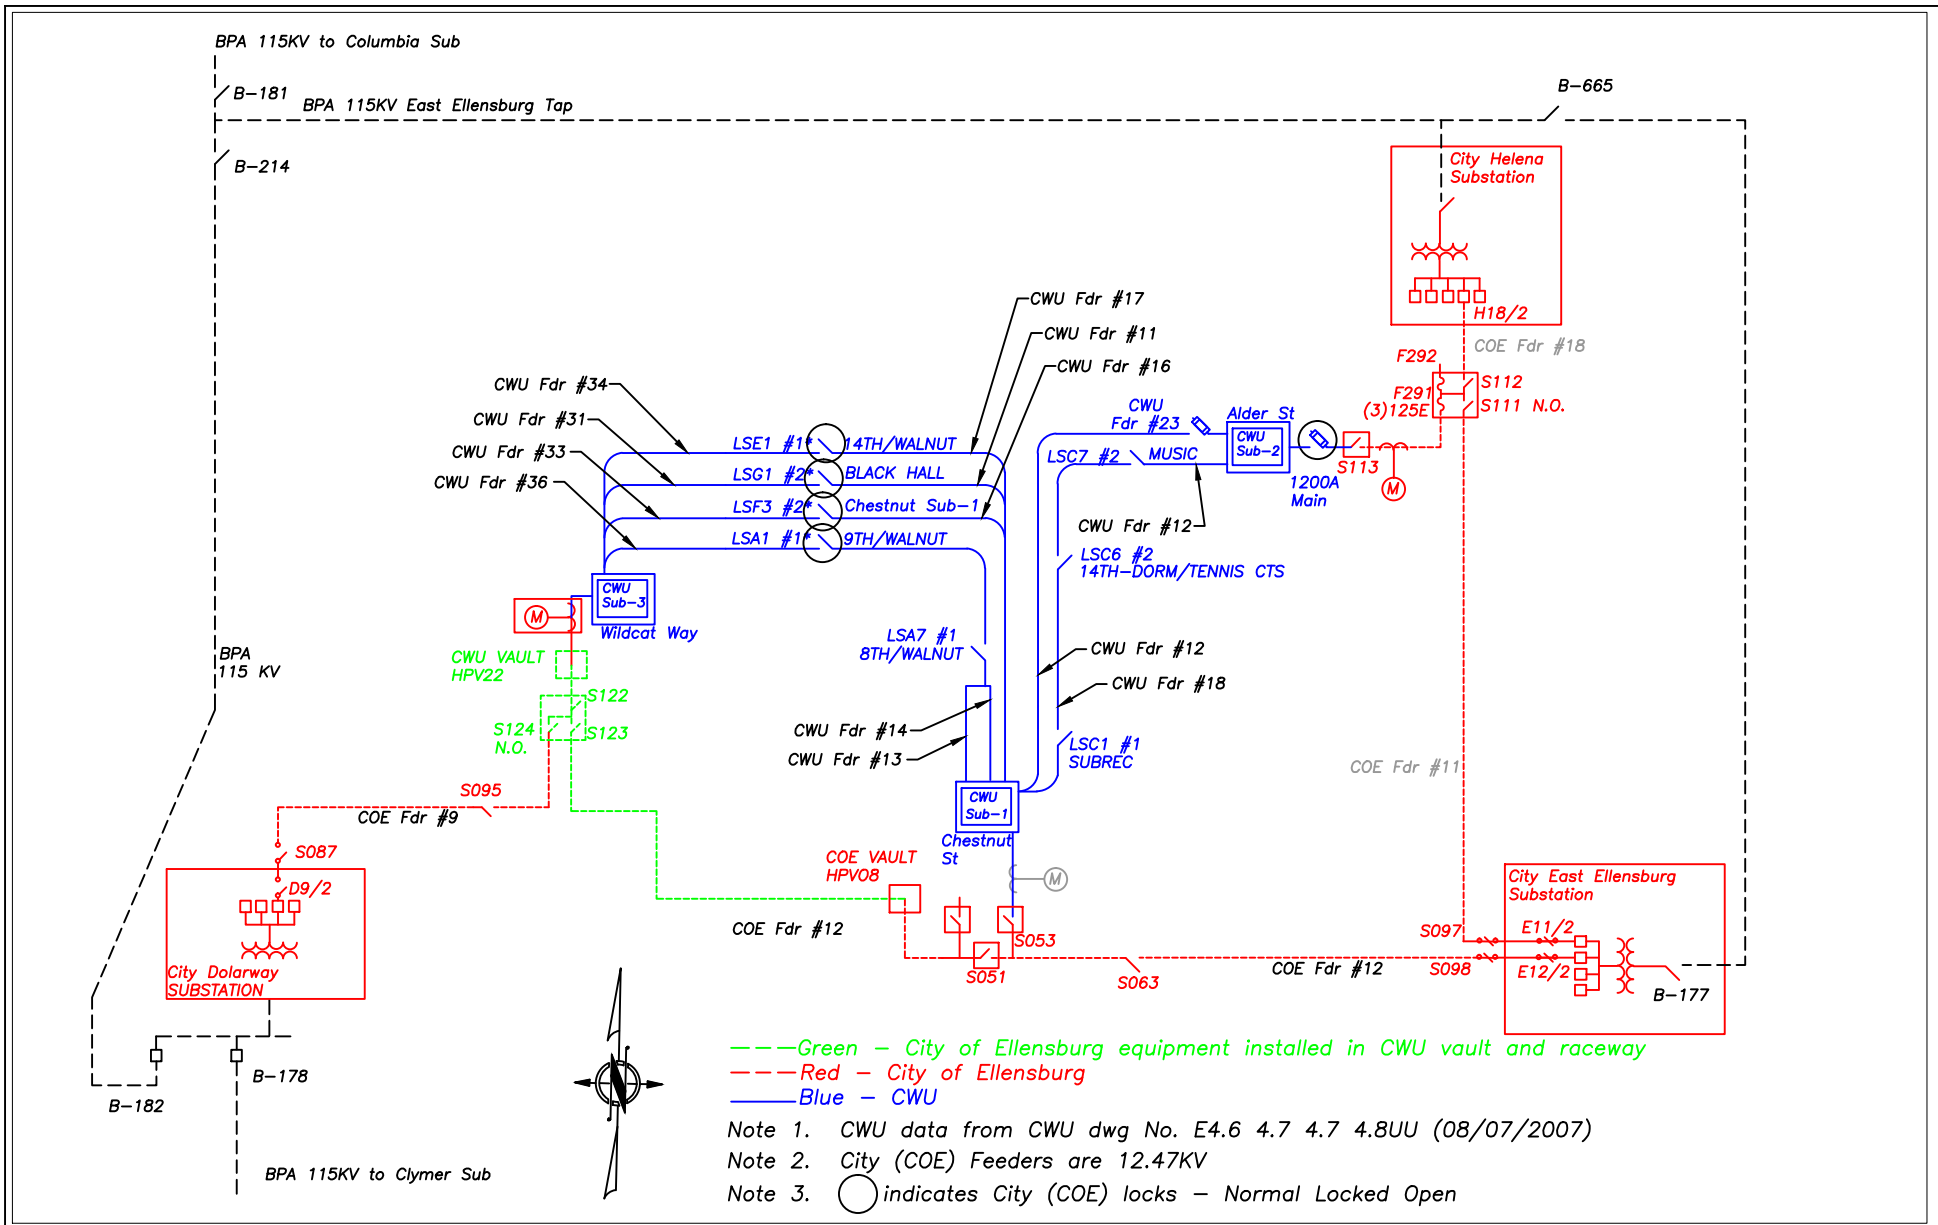 BPA 115KV to Columbia Sub
B-181
BPA 115KV East Ellensburg Tap
B-665
B-214
City Helena
Substation
H18/2
COE Fdr #18
F292
F291
(3)125E
S112
S111 N.O.
CWU Fdr #17
CWU Fdr #11
CWU Fdr #16
CWU Fdr #34
CWU Fdr #31
CWU Fdr #33
CWU Fdr #36
LSE1 #1*
14TH/WALNUT
LSG1 #2*
BLACK HALL
LSF3 #2*
Chestnut Sub-1
LSA1 #1*
9TH/WALNUT
CWU
Fdr #23
Alder St
CWU
Sub-2
LSC7 #2
MUSIC
1200A
Main
S113
M
CWU Fdr #12
LSC6 #2
14TH-DORM/TENNIS CTS
CWU
Sub-3
Wildcat Way
M
LSA7 #1
8TH/WALNUT
CWU Fdr #12
CWU Fdr #18
BPA
115 KV
CWU VAULT
HPV22
S122
S124
N.O.
S123
CWU Fdr #14
CWU Fdr #13
LSC1 #1
SUBREC
COE Fdr #11
S095
COE Fdr #9
CWU
Sub-1
Chestnut
St
S087
D9/2
City Dolarway
SUBSTATION
COE VAULT
HPV08
M
COE Fdr #12
S053
S051
S063
COE Fdr #12
City East Ellensburg
Substation
S097
E11/2
S098
E12/2
B-177
B-178
B-182
BPA 115KV to Clymer Sub
Green - City of Ellensburg equipment installed in CWU vault and raceway
Red - City of Ellensburg
Blue - CWU
Note 1. CWU data from CWU dwg No. E4.6 4.7 4.7 4.8UU (08/07/2007)
Note 2. City (COE) Feeders are 12.47KV
Note 3. indicates City (COE) locks - Normal Locked Open